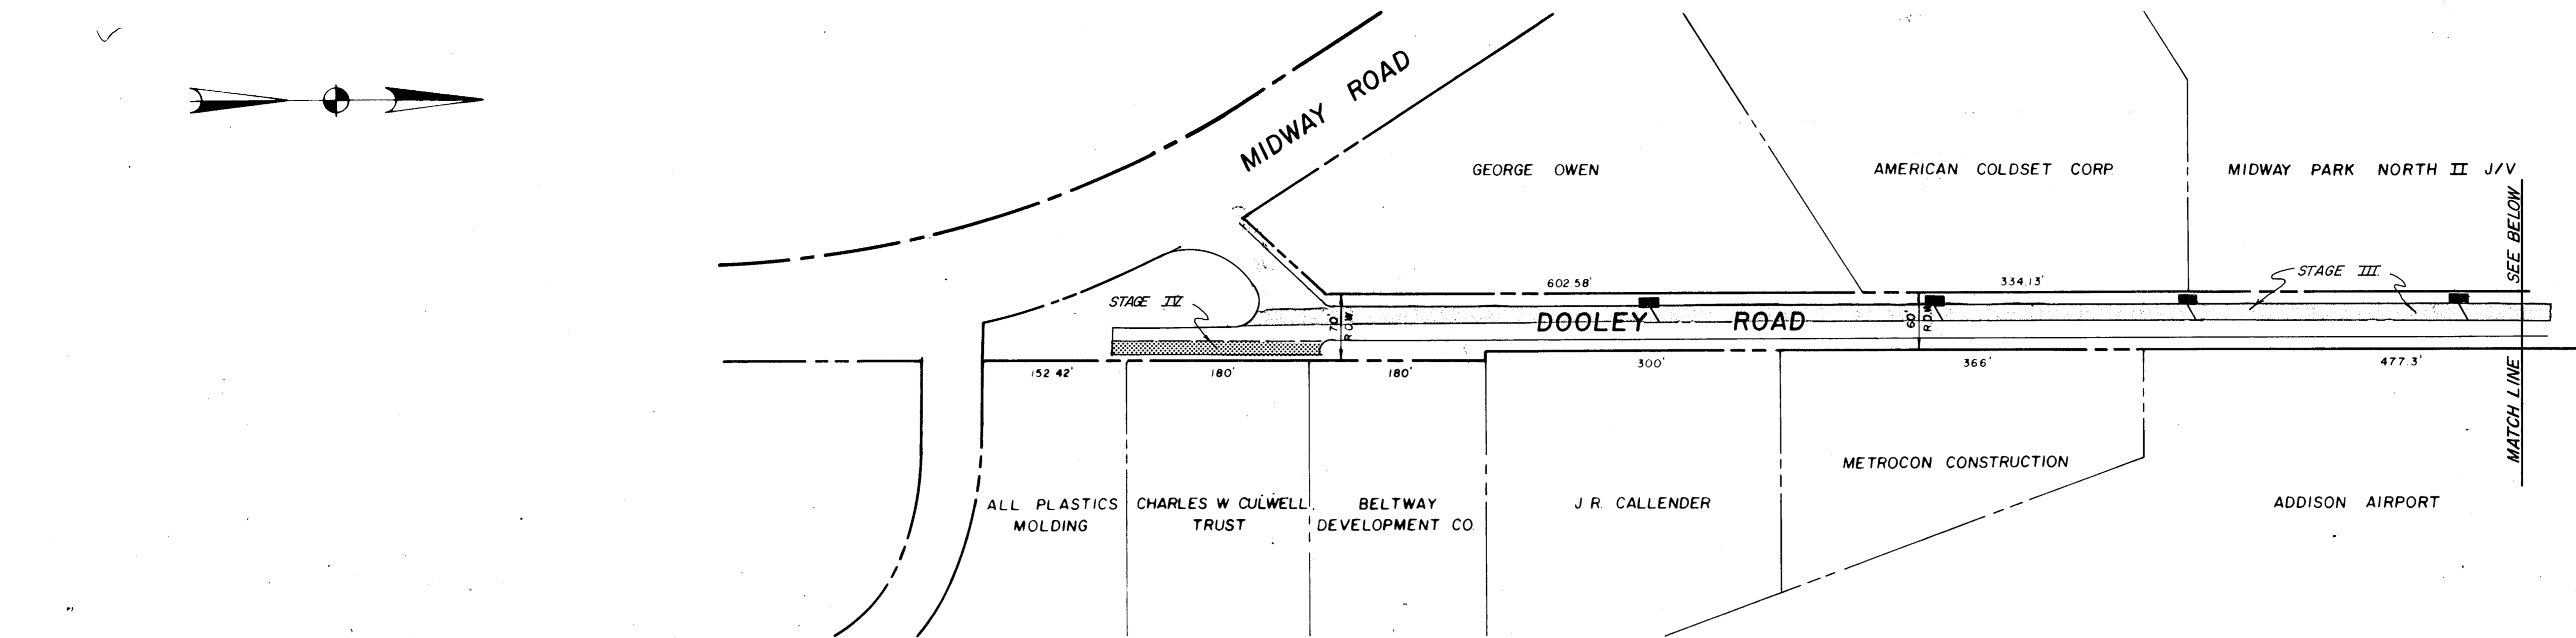 MIDWAY ROAD
GEORGE OWEN
AMERICAN COLDSET CORP.
MIDWAY PARK NORTH II J/V
SEE BELOW
STAGE III.
602 58'
334.13'
STAGE IV
70'
R.O.W.
DOOLEY ROAD
60'
R.O.W.
152 42'
180'
180'
300'
366'
477.3'
MATCH LINE
METROCON CONSTRUCTION
ALL PLASTICS
MOLDING
CHARLES W CULWELL
TRUST
BELTWAY
DEVELOPMENT CO.
J R. CALLENDER
ADDISON AIRPORT